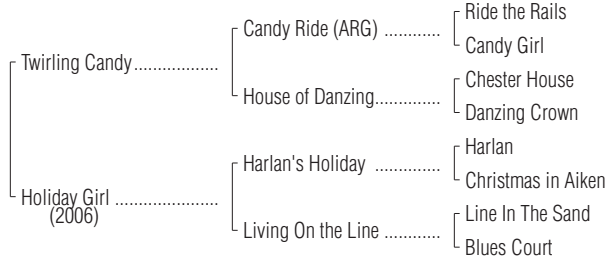 Ride the Rails
Candy Ride (ARG) ............
Candy Girl
Twirling Candy..................
Chester House
House of Danzing..............
Danzing Crown
Harlan
Harlan's Holiday ..............
Christmas in Aiken
Holiday Girl ......................
(2006)
Line In The Sand
Living On the Line ............
Blues Court